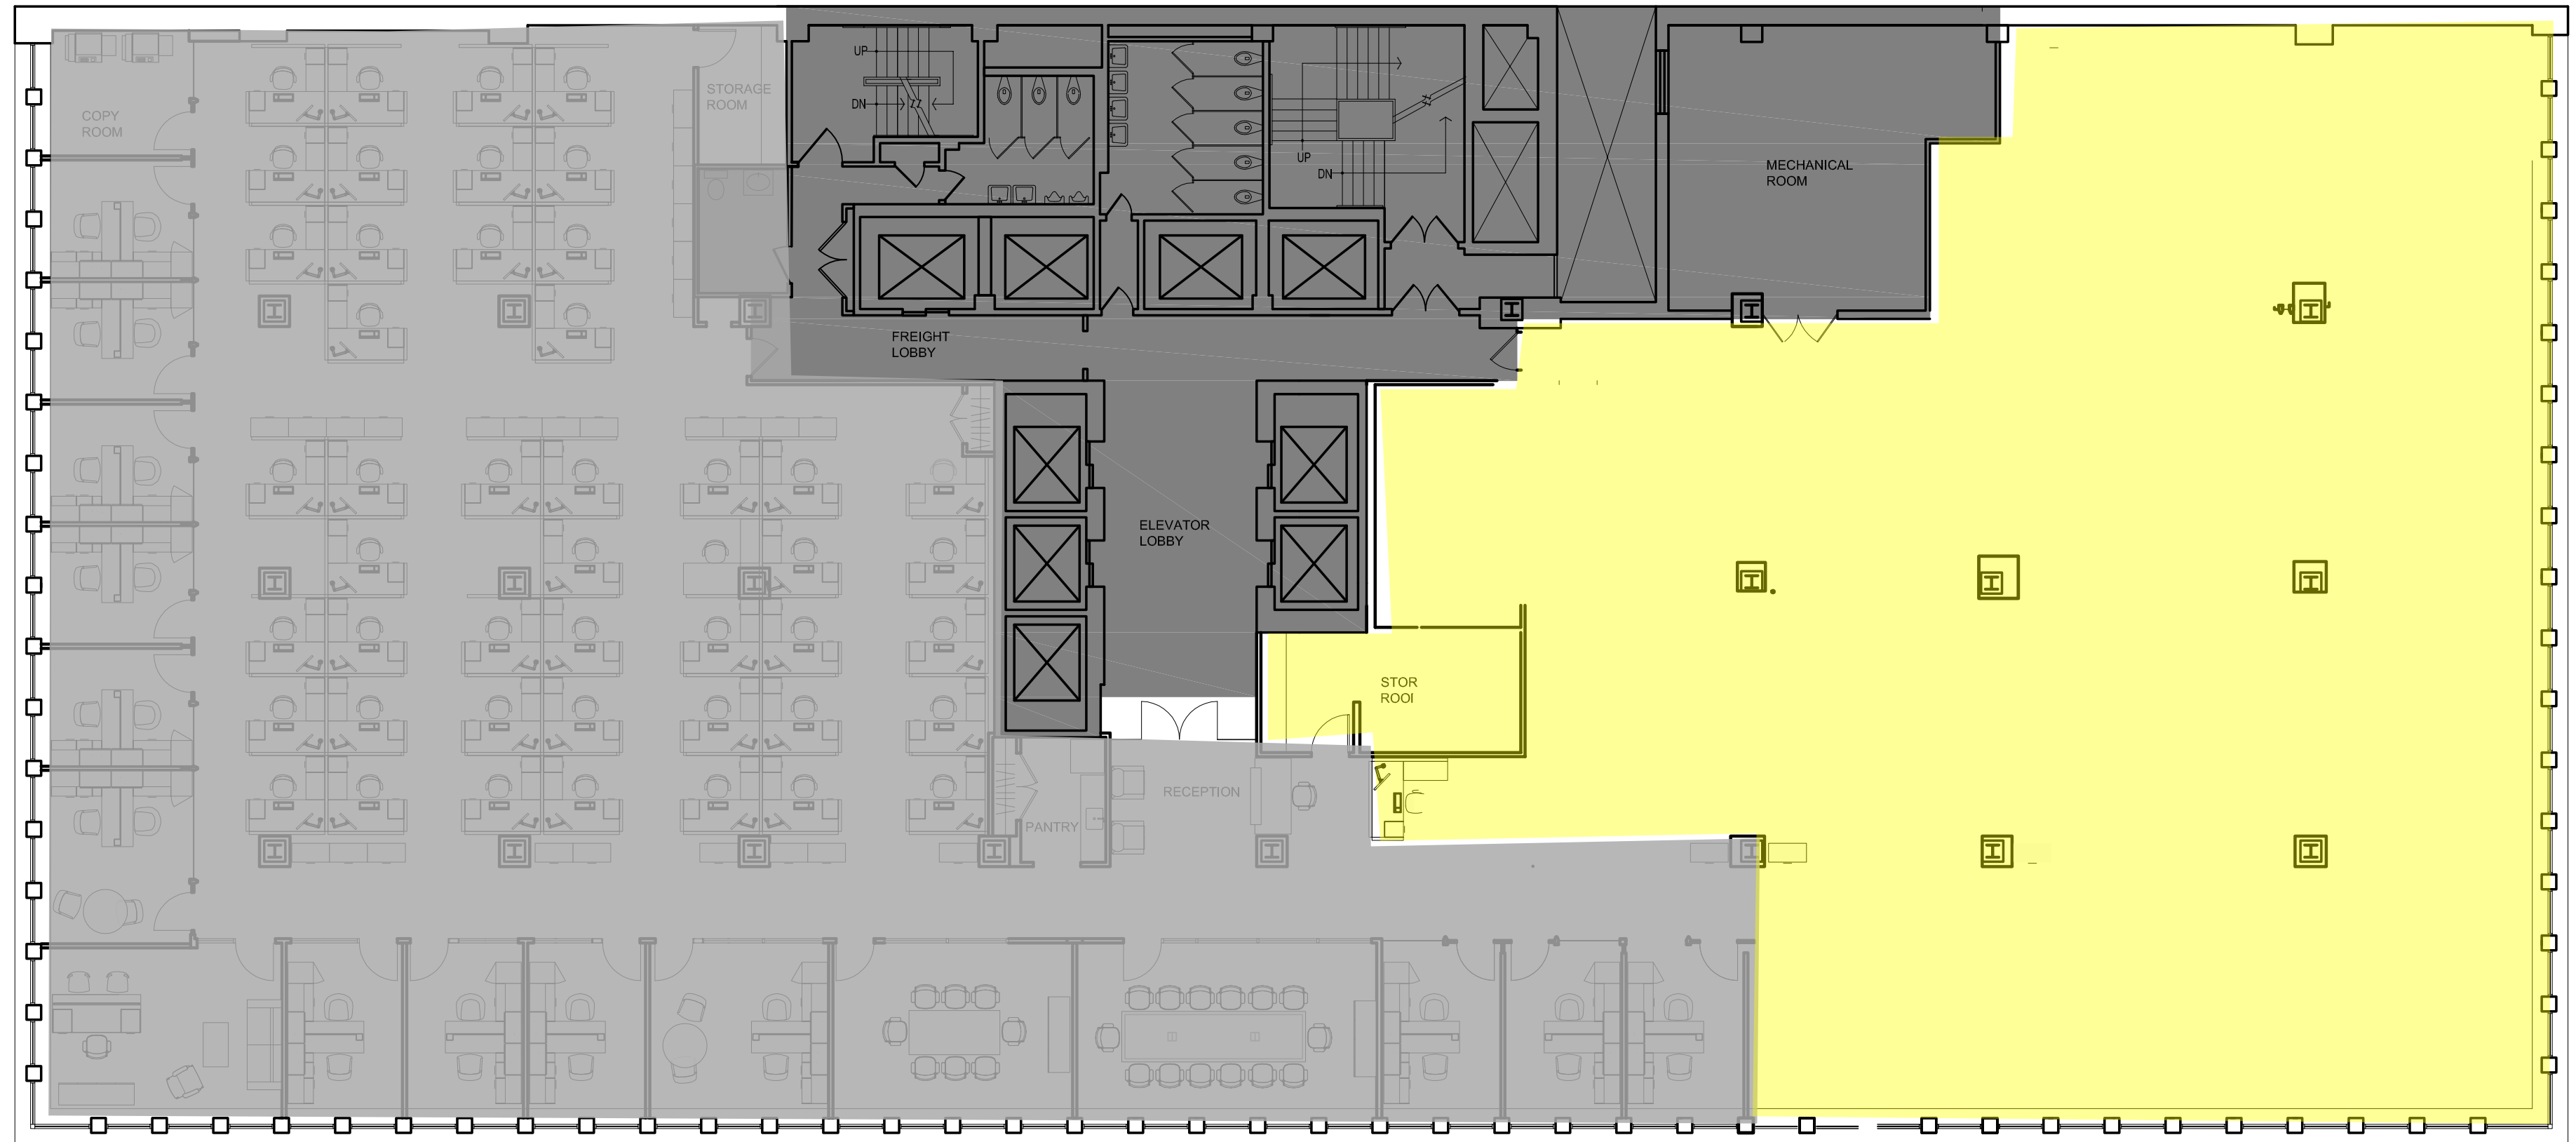 UP
DN
STORAGE
ROOM
COPY
ROOM
UP
DN
MECHANICAL
ROOM
FREIGHT
LOBBY
ELEVATOR
LOBBY
STOR
ROOI
RECEPTION
PANTRY